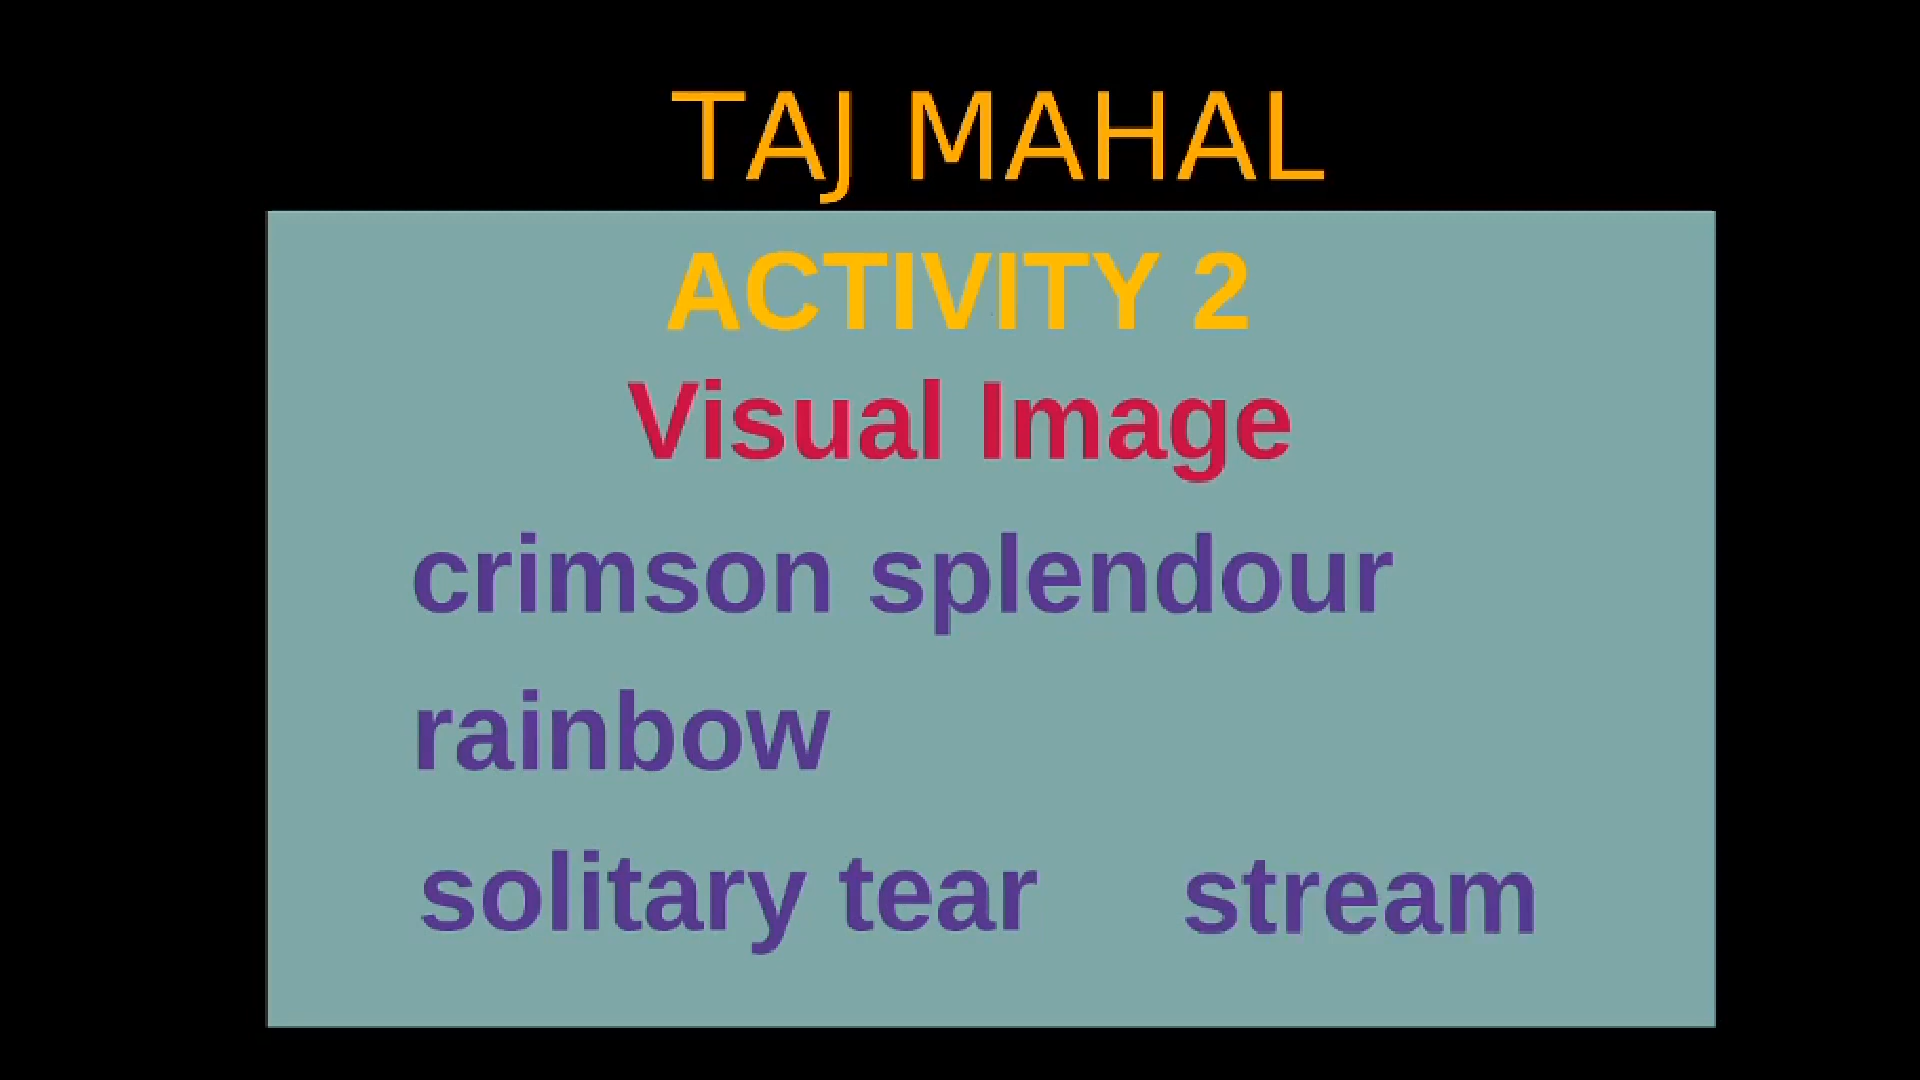 TAJ MAHAL
ACTIVITY 2
Visual Image
crimson splendour
rainbow
solitary tear stream